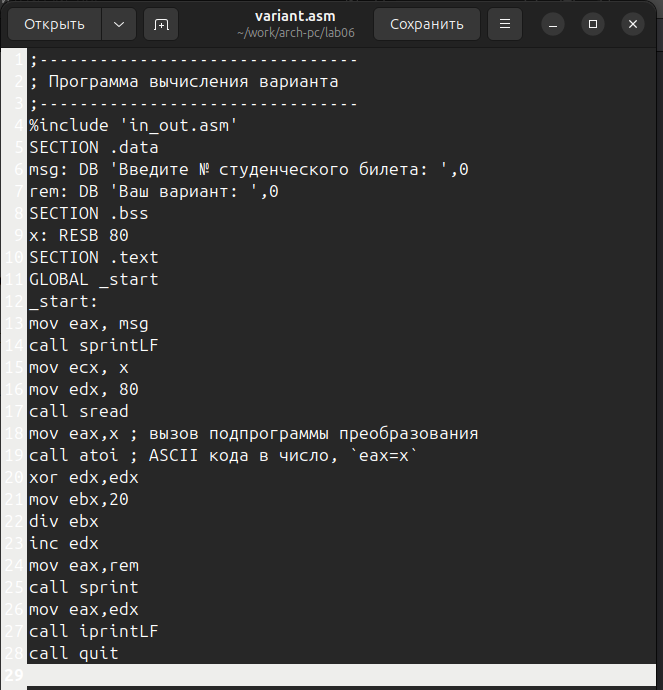 Открыть
variant.asm
~/work/arch-pc/lab06
Сохранить
1 ;--------------------------------
2 ; Программа вычисления варианта
3 ;--------------------------------
4 %include 'in_out.asm'
5 SECTION .data
6 msg: DB 'Введите № студенческого билета: ',0
7 rem: DB 'Ваш вариант: ',0
8 SECTION .bss
9 x: RESB 80
10 SECTION .text
11 GLOBAL _start
12 _start:
13 mov eax, msg
14 call sprintLF
15 mov ecx, x
16 mov edx, 80
17 call sread
18 mov eax,x ; вызов подпрограммы преобразования
19 call atoi ; ASCII кода в число, `eax=x`
20 xor edx,edx
21 mov ebx,20
22 div ebx
23 inc edx
24 mov eax,rem
25 call sprint
26 mov eax,edx
27 call iprintLF
28 call quit
29